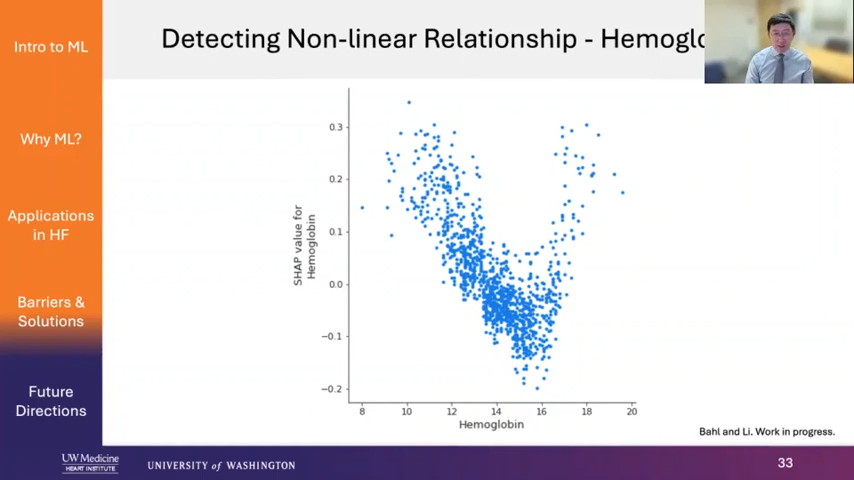 Intro to ML
Why ML?
Applications
in HF
Barriers &
Solutions
Future
Directions
Detecting Non-linear Relationship - Hemoglo
SHAP value for
Hemoglobin
0.3
0.2
0.1
0.0
−0.1
−0.2
8 10 12 14 16 18 20
Hemoglobin
Bahl and Li. Work in progress.
UW Medicine
HEART INSTITUTE
UNIVERSITY of WASHINGTON
33